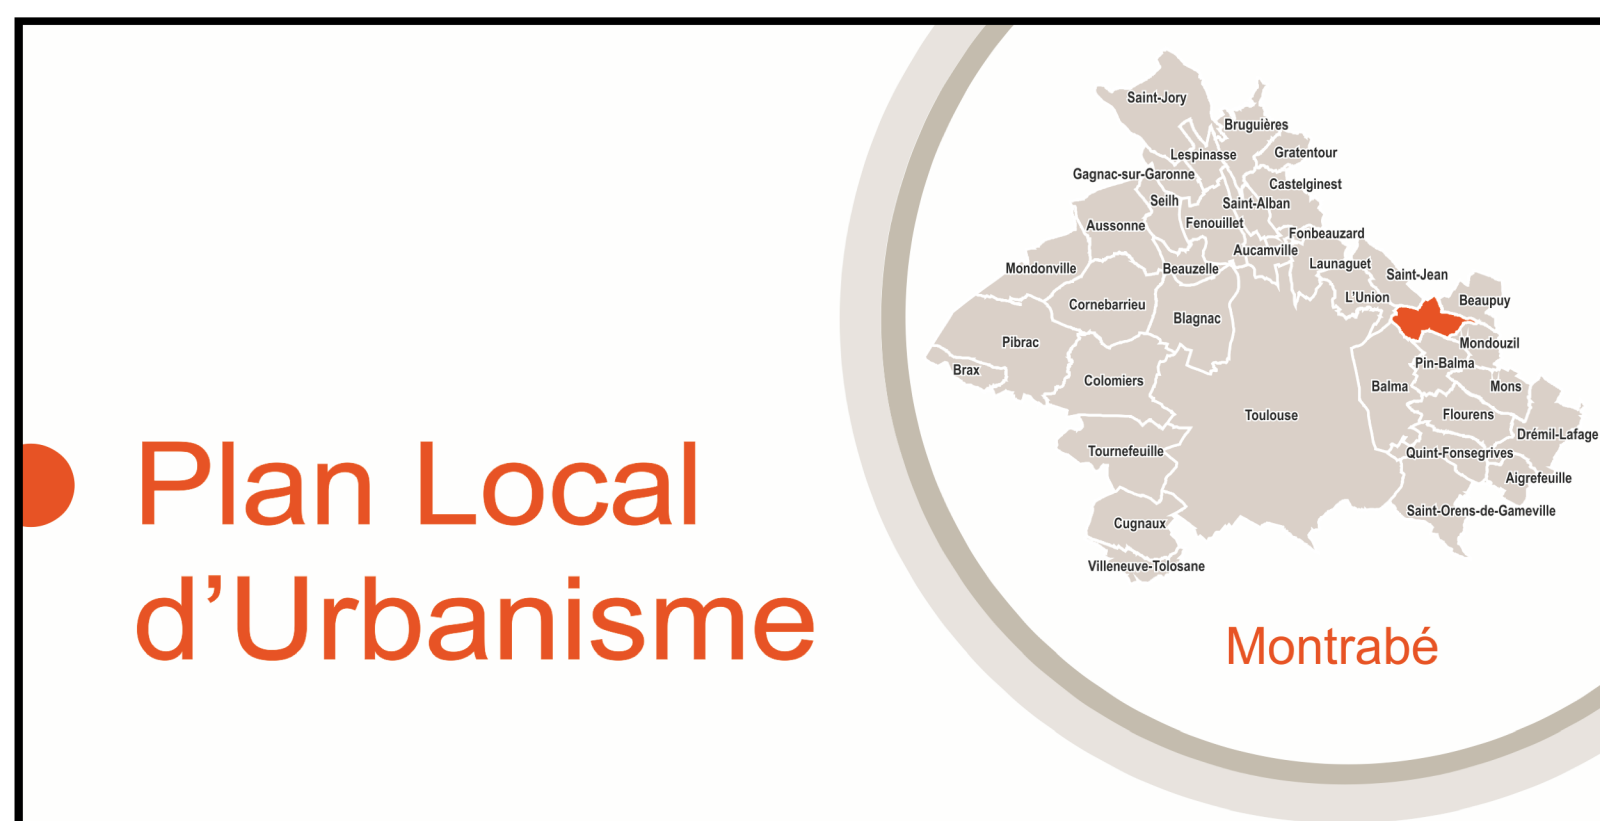 Plan Local
d’Urbanisme
Saint-Jory
Bruguières
Lespinasse
Gratentour
Gagnac-sur-Garonne
Castelginest
Seilh
Saint-Alban
Aussonne
Fenouillet
Fonbeauzard
Aucamville
Mondonville
Beauzelle
Launaguet
Saint-Jean
Cornebarrieu
L'Union
Beaupuy
Blagnac
Pibrac
Mondouzil
Brax
Pin-Balma
Colomiers
Balma
Mons
Toulouse
Flourens
Drémil-Lafage
Tournefeuille
Quint-Fonsegrives
Aigrefeuille
Saint-Orens-de-Gameville
Cugnaux
Villeneuve-Tolosane
Montrabé